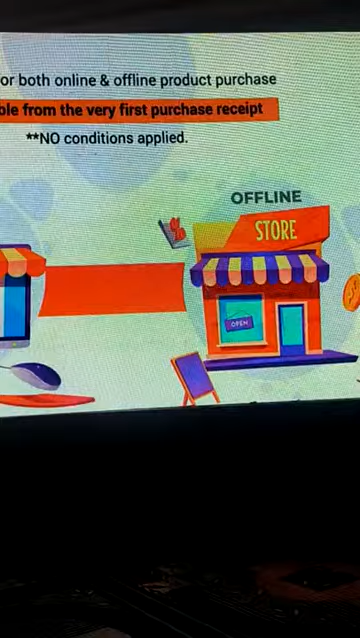 or both online & offline product purchase
ble from the very first purchase receipt
**NO conditions applied.
OFFLINE
STORE
OPEN